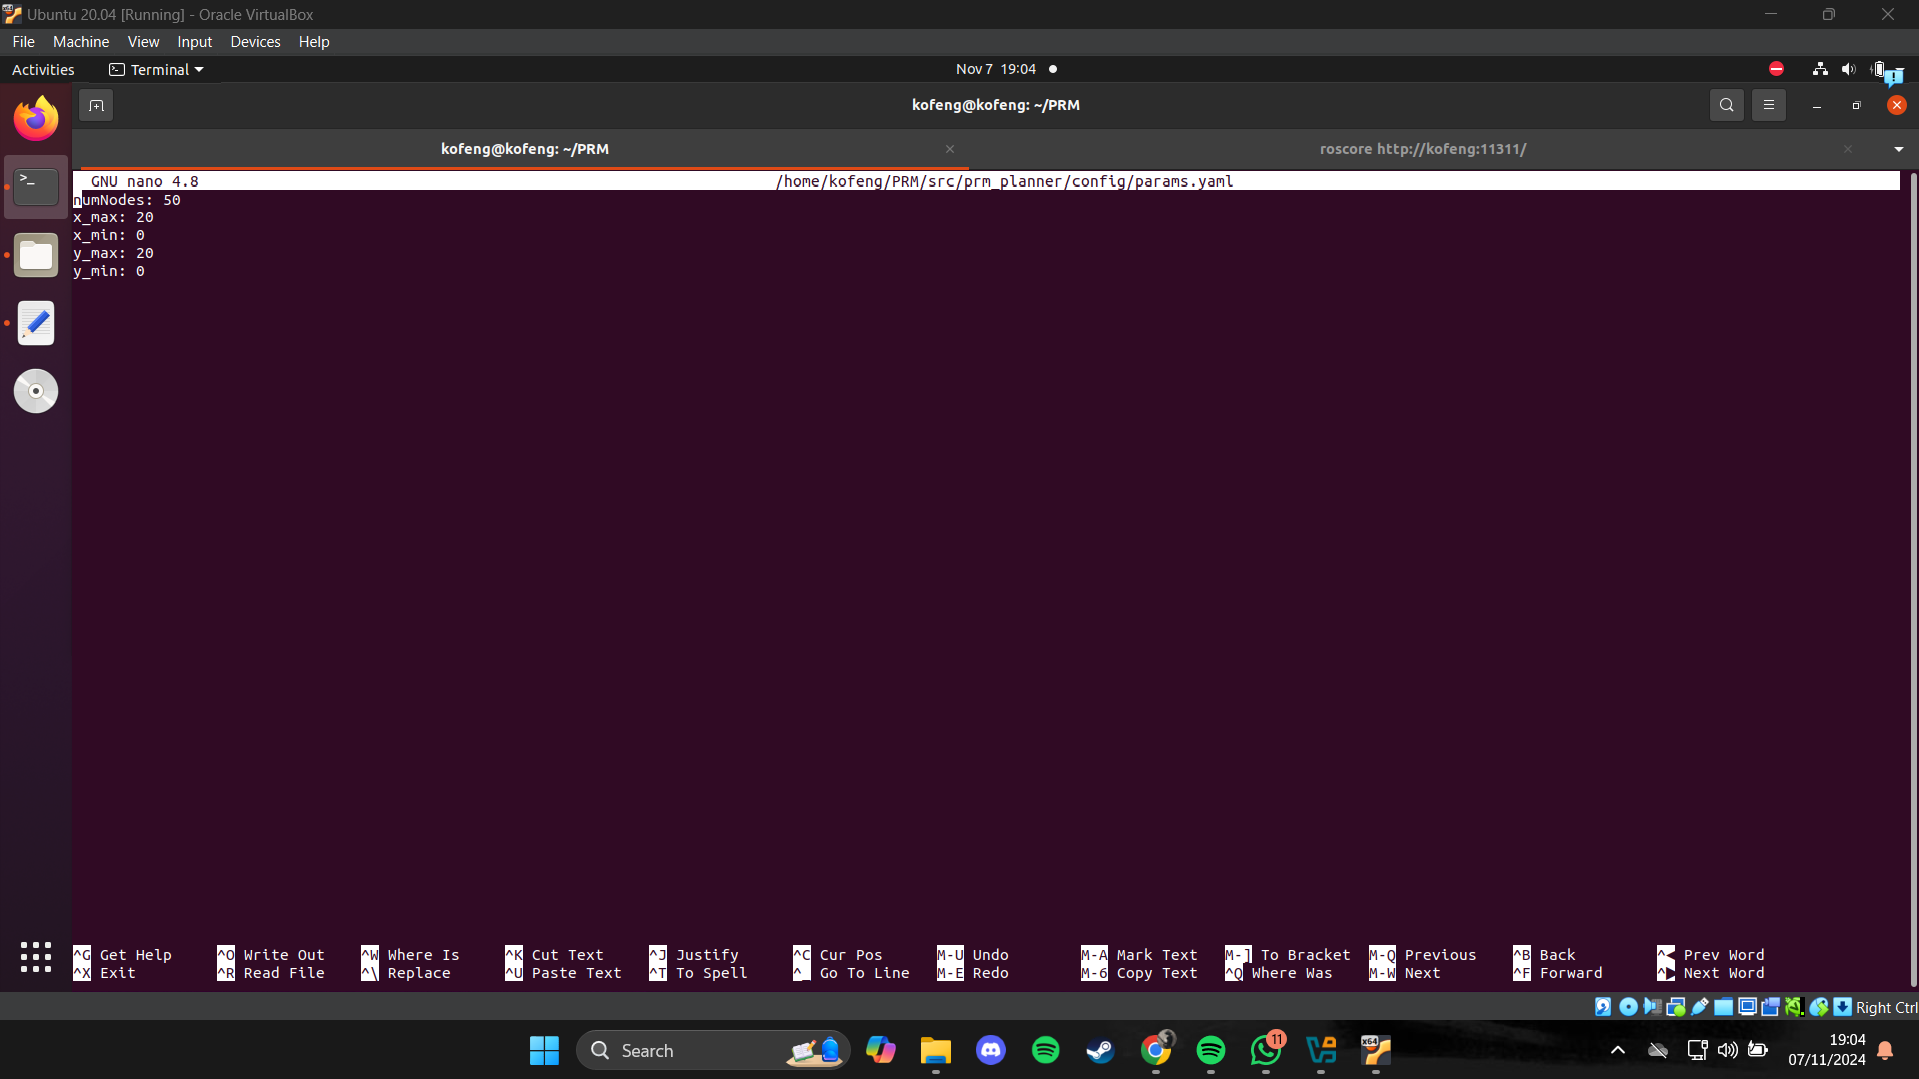 Ubuntu 20.04 [Running] - Oracle VirtualBox
File Machine View Input Devices Help
Activities Terminal Nov 7 19:04
kofeng@kofeng: ~/PRM
kofeng@kofeng: ~/PRM roscore http://kofeng:11311/
GNU nano 4.8 /home/kofeng/PRM/src/prm_planner/config/params.yaml
numNodes: 50
x_max: 20
x_min: 0
y_max: 20
y_min: 0
^G Get Help ^O Write Out ^W Where Is ^K Cut Text ^J Justify ^C Cur Pos M-U Undo M-A Mark Text M-] To Bracket M-Q Previous ^B Back ^◀ Prev Word
^X Exit ^R Read File ^\ Replace ^U Paste Text ^T To Spell ^_ Go To Line M-E Redo M-6 Copy Text ^Q Where Was M-W Next ^F Forward ^▶ Next Word
Right Ctrl
Search 11 x64 19:04
07/11/2024